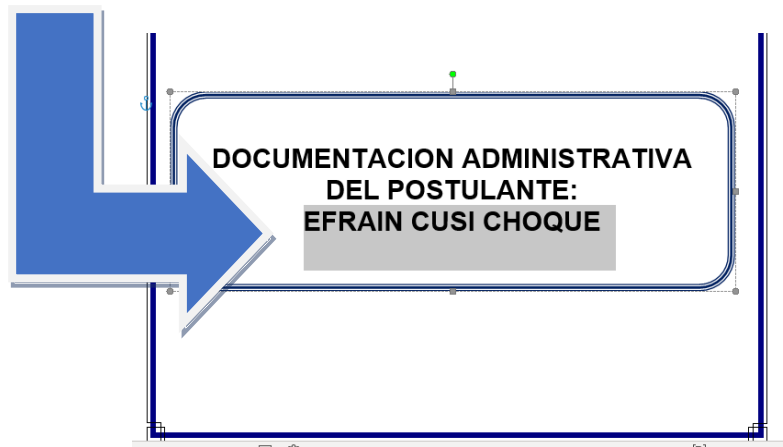 DOCUMENTACION ADMINISTRATIVA
DEL POSTULANTE:
EFRAIN CUSI CHOQUE